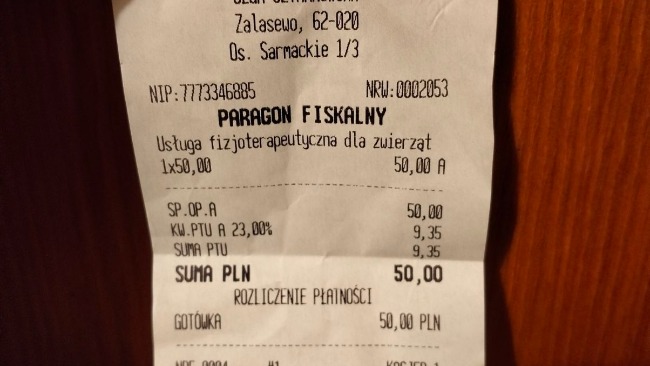 Zalasewo, 62-020
Os. Sarmackie 1/3
NIP:7773346885 NRW:0002053
PARAGON FISKALNY
Usługa fizjoterapeutyczna dla zwierząt
1x50,00 50,00 A
SP.OP.A 50,00
KW.PTU A 23,00% 9,35
SUMA PTU 9,35
SUMA PLN 50,00
ROZLICZENIE PŁATNOŚCI
GOTÓWKA 50,00 PLN